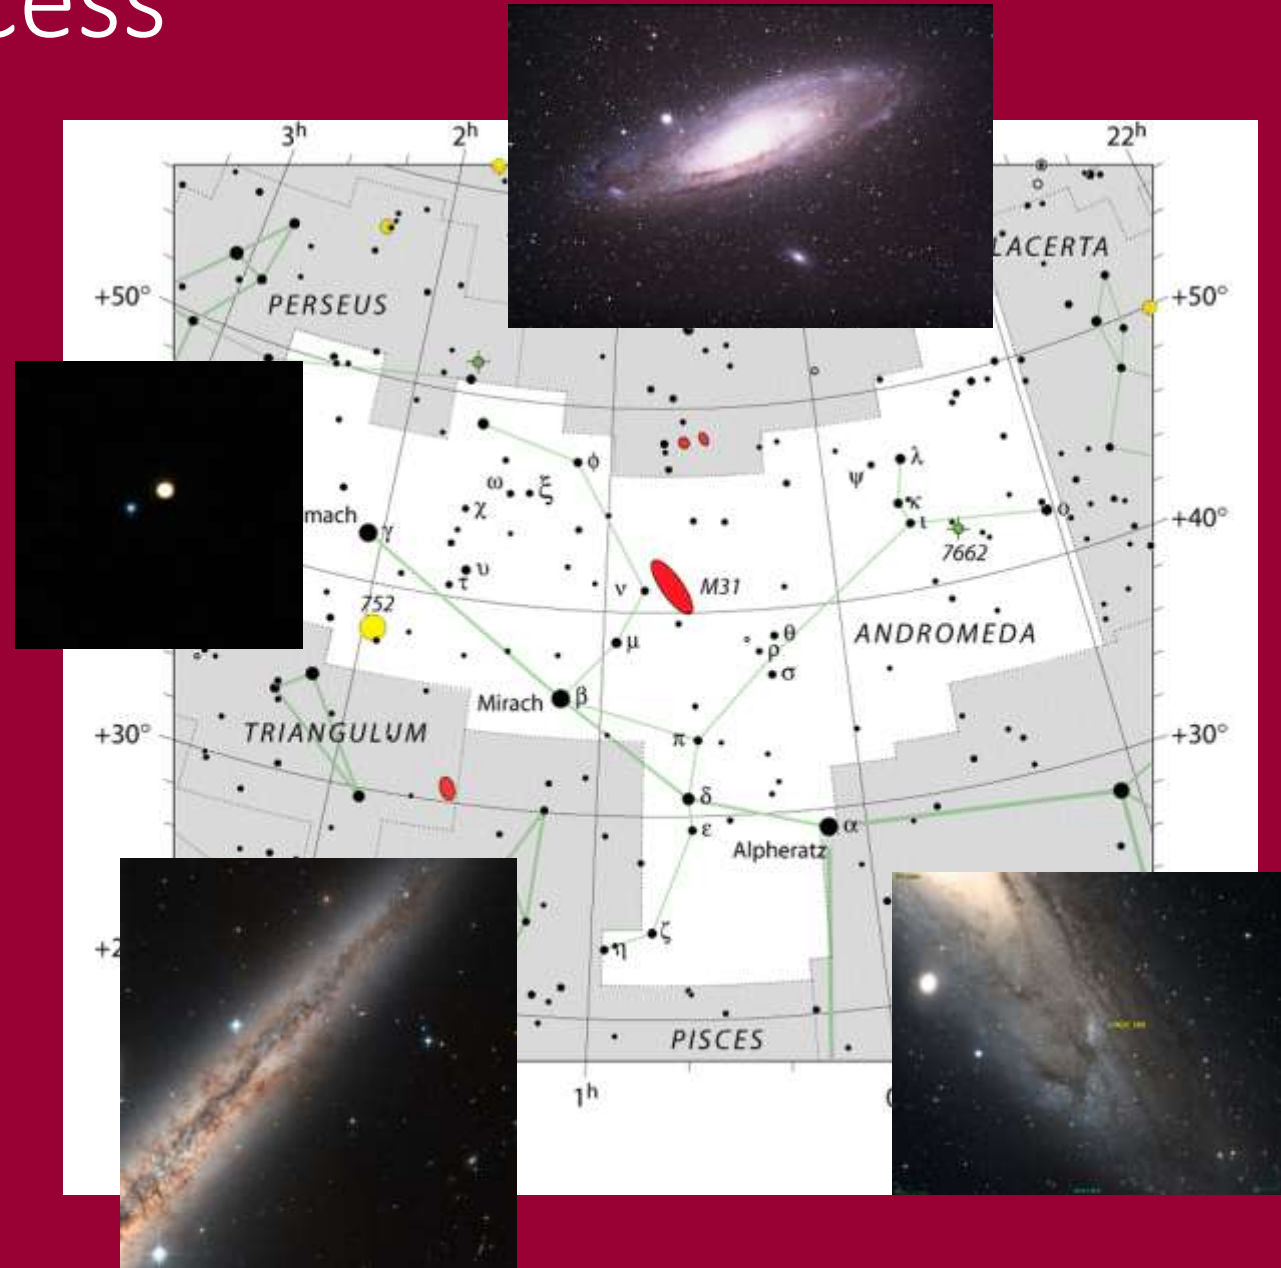 cess
3h
2h
22h
LACERTA
+50°
PERSEUS
+50°
ϕ
λ
ψ
ω
ξ
κ
χ
ο
mach
γ
ι
+40°
7662
υ
τ
ν
M31
752
θ
ANDROMEDA
μ
ρ
σ
Mirach
β
TRIANGULUM
+30°
π
+30°
δ
ε
α
Alpheratz
+2
ζ
η
PISCES
1h